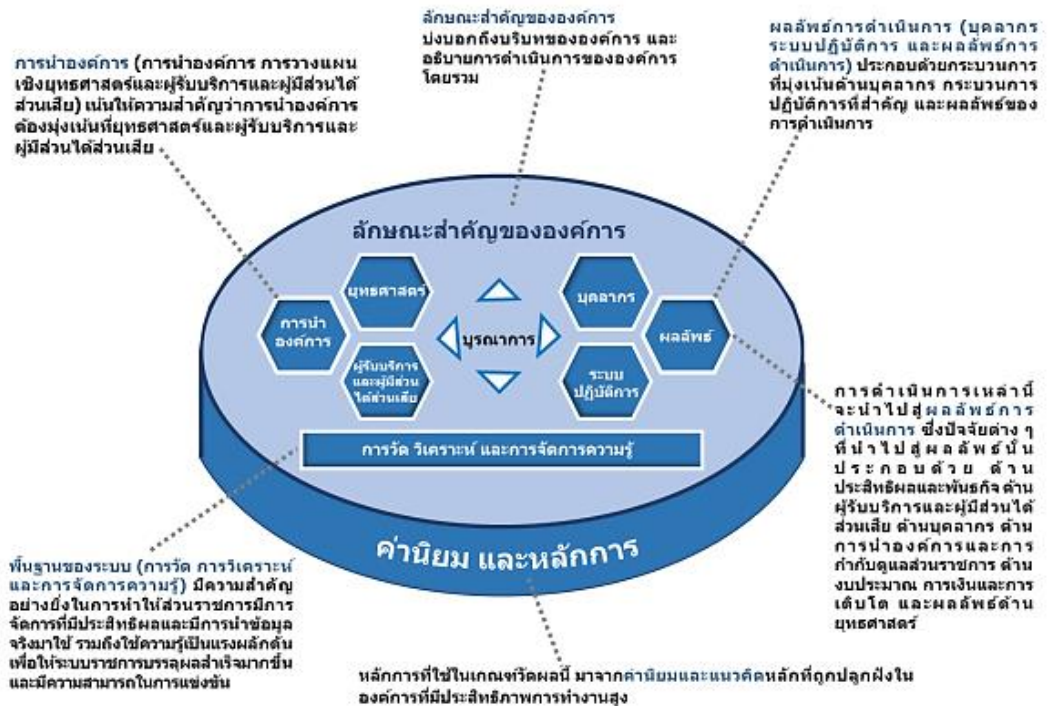 ลักษณะสำคัญขององค์การ
บ่งบอกถึงบริบทขององค์การ และ
อธิบายการดำเนินการขององค์การ
โดยรวม
การนำองค์การ (การนำองค์การ การวางแผน
เชิงยุทธศาสตร์และผู้รับบริการและผู้มีส่วนได้
ส่วนเสีย) เน้นให้ความสำคัญว่าการนำองค์การ
ต้องมุ่งเน้นที่ยุทธศาสตร์และผู้รับบริการและ
ผู้มีส่วนได้ส่วนเสีย
ผลลัพธ์การดำเนินการ (บุคลากร
ระบบปฏิบัติการ และผลลัพธ์การ
ดำเนินการ) ประกอบด้วยกระบวนการ
ที่มุ่งเน้นด้านบุคลากร กระบวนการ
ปฏิบัติการที่สำคัญ และผลลัพธ์ของ
การดำเนินการ
ลักษณะสำคัญขององค์การ
ยุทธศาสตร์
บุคลากร
การนำ
องค์การ
บูรณาการ
ผลลัพธ์
ผู้รับบริการ
และผู้มีส่วน
ได้ส่วนเสีย
ระบบ
ปฏิบัติการ
การวัด วิเคราะห์ และการจัดการความรู้
ค่านิยม และหลักการ
การดำเนินการเหล่านี้
จะนำไปสู่ผลลัพธ์การ
ดำเนินการ ซึ่งปัจจัยต่าง ๆ
ที่นำไปสู่ผลลัพธ์นั้น
ประกอบด้วย ด้าน
ประสิทธิผลและพันธกิจ ด้าน
ผู้รับบริการและผู้มีส่วนได้
ส่วนเสีย ด้านบุคลากร ด้าน
การนำองค์การและการ
กำกับดูแลส่วนราชการ ด้าน
งบประมาณ การเงินและการ
เติบโต และผลลัพธ์ด้าน
ยุทธศาสตร์
พื้นฐานของระบบ (การวัด การวิเคราะห์
และการจัดการความรู้) มีความสำคัญ
อย่างยิ่งในการทำให้ส่วนราชการมีการ
จัดการที่มีประสิทธิผลและมีการนำข้อมูล
จริงมาใช้ รวมถึงใช้ความรู้เป็นแรงผลักดัน
เพื่อให้ระบบราชการบรรลุผลสำเร็จมากขึ้น
และมีความสามารถในการแข่งขัน
หลักการที่ใช้ในเกณฑ์วัดผลนี้ มาจากค่านิยมและแนวคิดหลักที่ถูกปลูกฝังใน
องค์การที่มีประสิทธิภาพการทำงานสูง